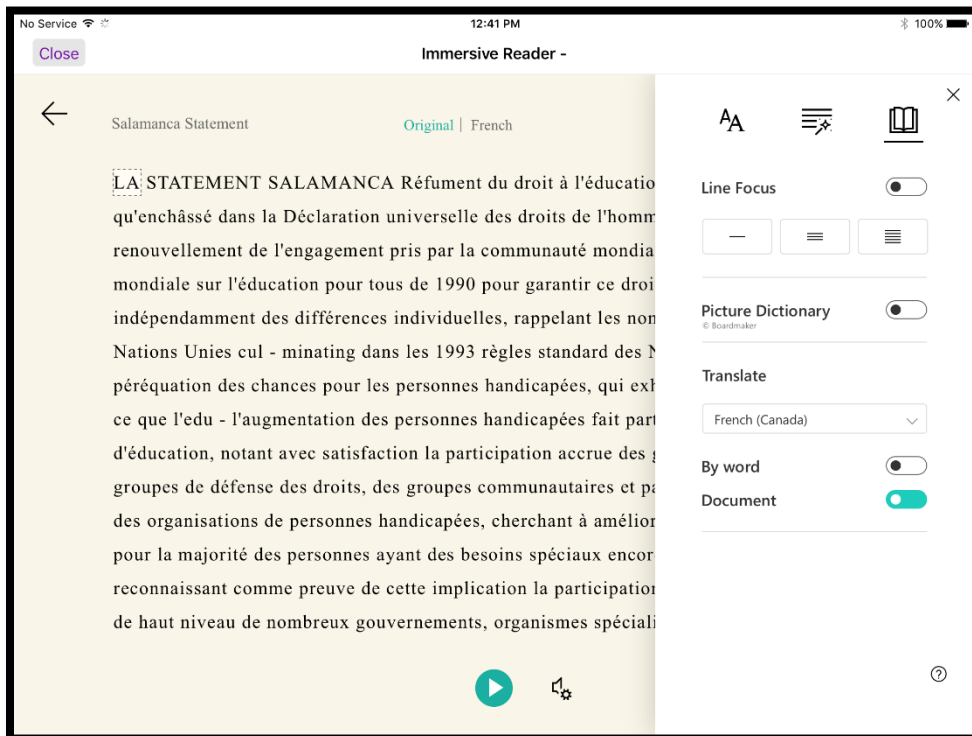 No Service 12:41 PM 100%
Close Immersive Reader -
Salamanca Statement Original | French
LA STATEMENT SALAMANCA Réfument du droit à l'éducatio
qu'enchâssé dans la Déclaration universelle des droits de l'homm
renouvellement de l'engagement pris par la communauté mondia
mondiale sur l'éducation pour tous de 1990 pour garantir ce droi
indépendamment des différences individuelles, rappelant les non
Nations Unies cul - minating dans les 1993 règles standard des N
péréquation des chances pour les personnes handicapées, qui exh
ce que l'edu - l'augmentation des personnes handicapées fait part
d'éducation, notant avec satisfaction la participation accrue des g
groupes de défense des droits, des groupes communautaires et pa
des organisations de personnes handicapées, cherchant à amélior
pour la majorité des personnes ayant des besoins spéciaux encor
reconnaissant comme preuve de cette implication la participation
de haut niveau de nombreux gouvernements, organismes spéciali
AA
Line Focus
Picture Dictionary
© Boardmaker
Translate
French (Canada)
By word
Document
?